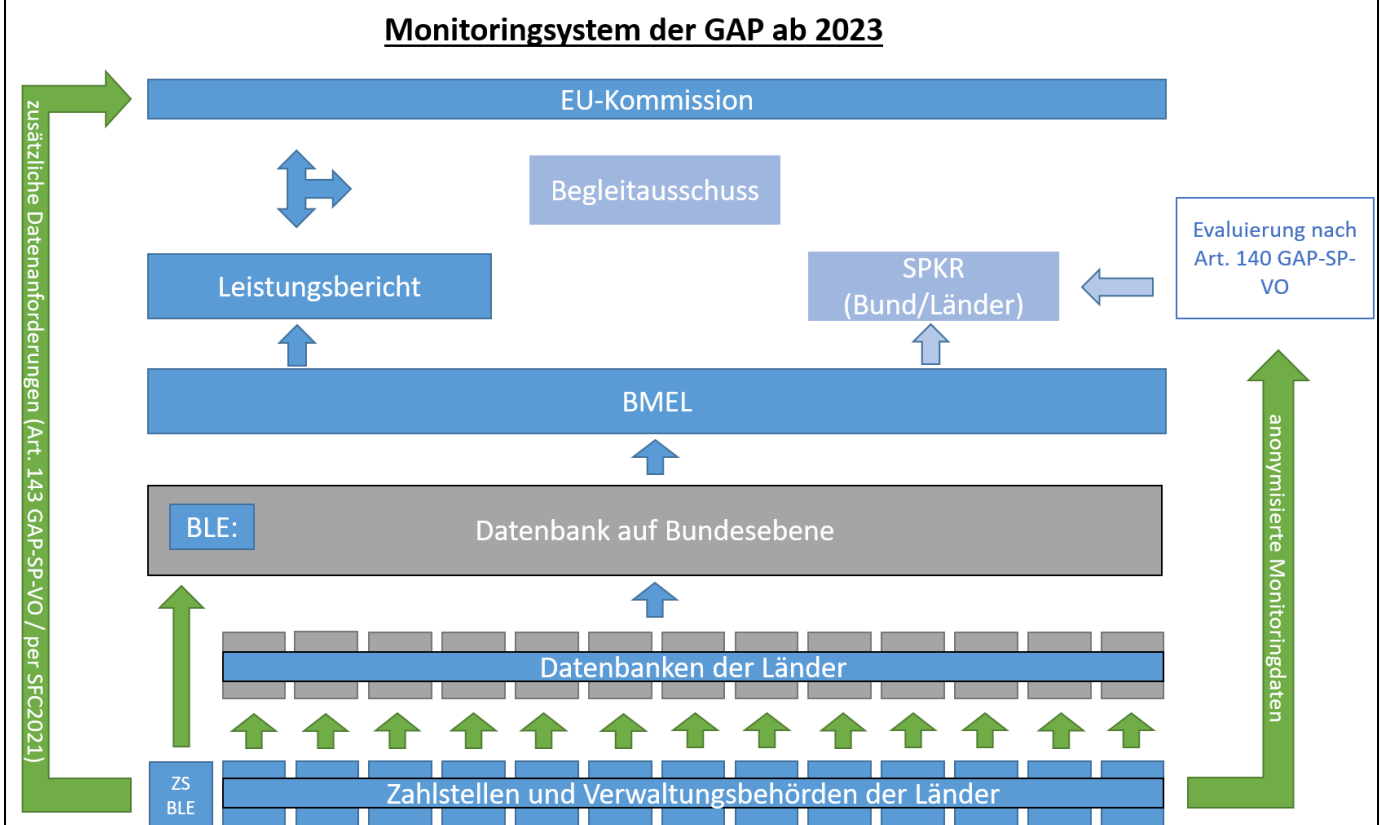 Monitoringsystem der GAP ab 2023
EU-Kommission
zusätzliche Datenanforderungen (Art. 143 GAP-SP-VO / per SFC2021)
Begleitausschuss
Leistungsbericht
SPKR
(Bund/Länder)
Evaluierung nach
Art. 140 GAP-SP-
VO
BMEL
anonymisierte Monitoringdaten
BLE:
Datenbank auf Bundesebene
Datenbanken der Länder
ZS
BLE
Zahlstellen und Verwaltungsbehörden der Länder